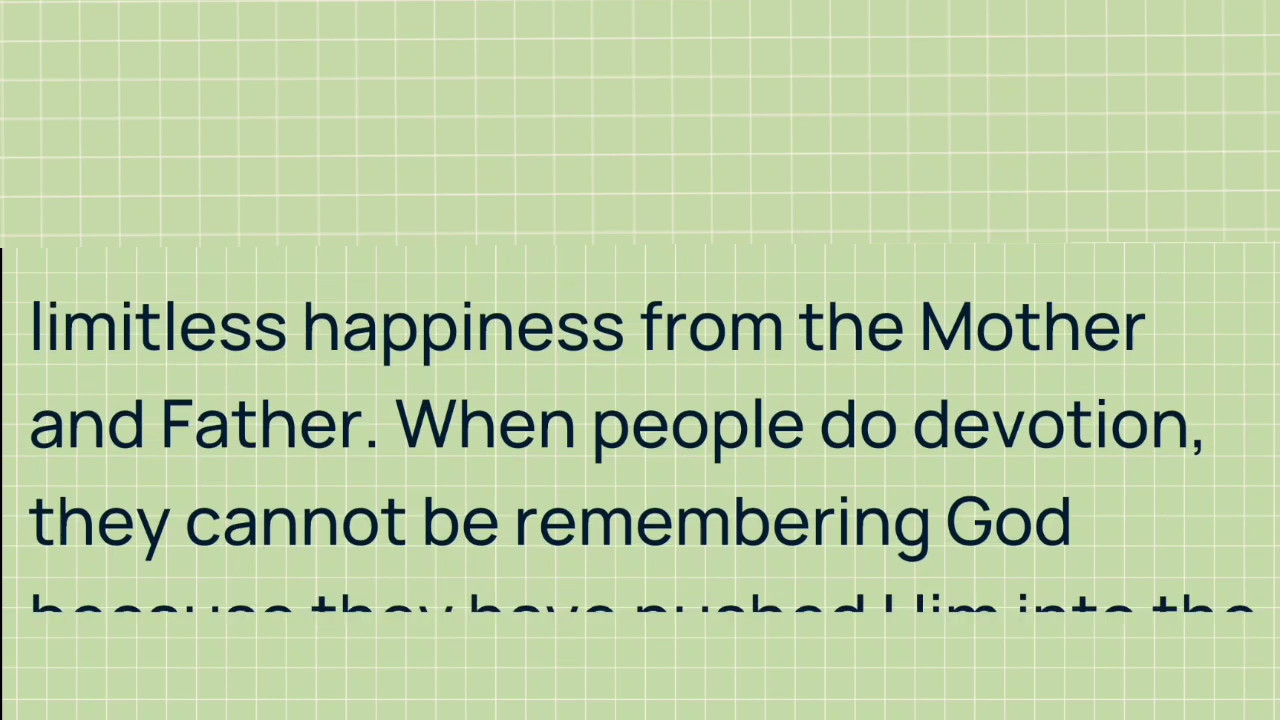 limitless happiness from the Mother
and Father. When people do devotion,
they cannot be remembering God
because they have pushed Him into the